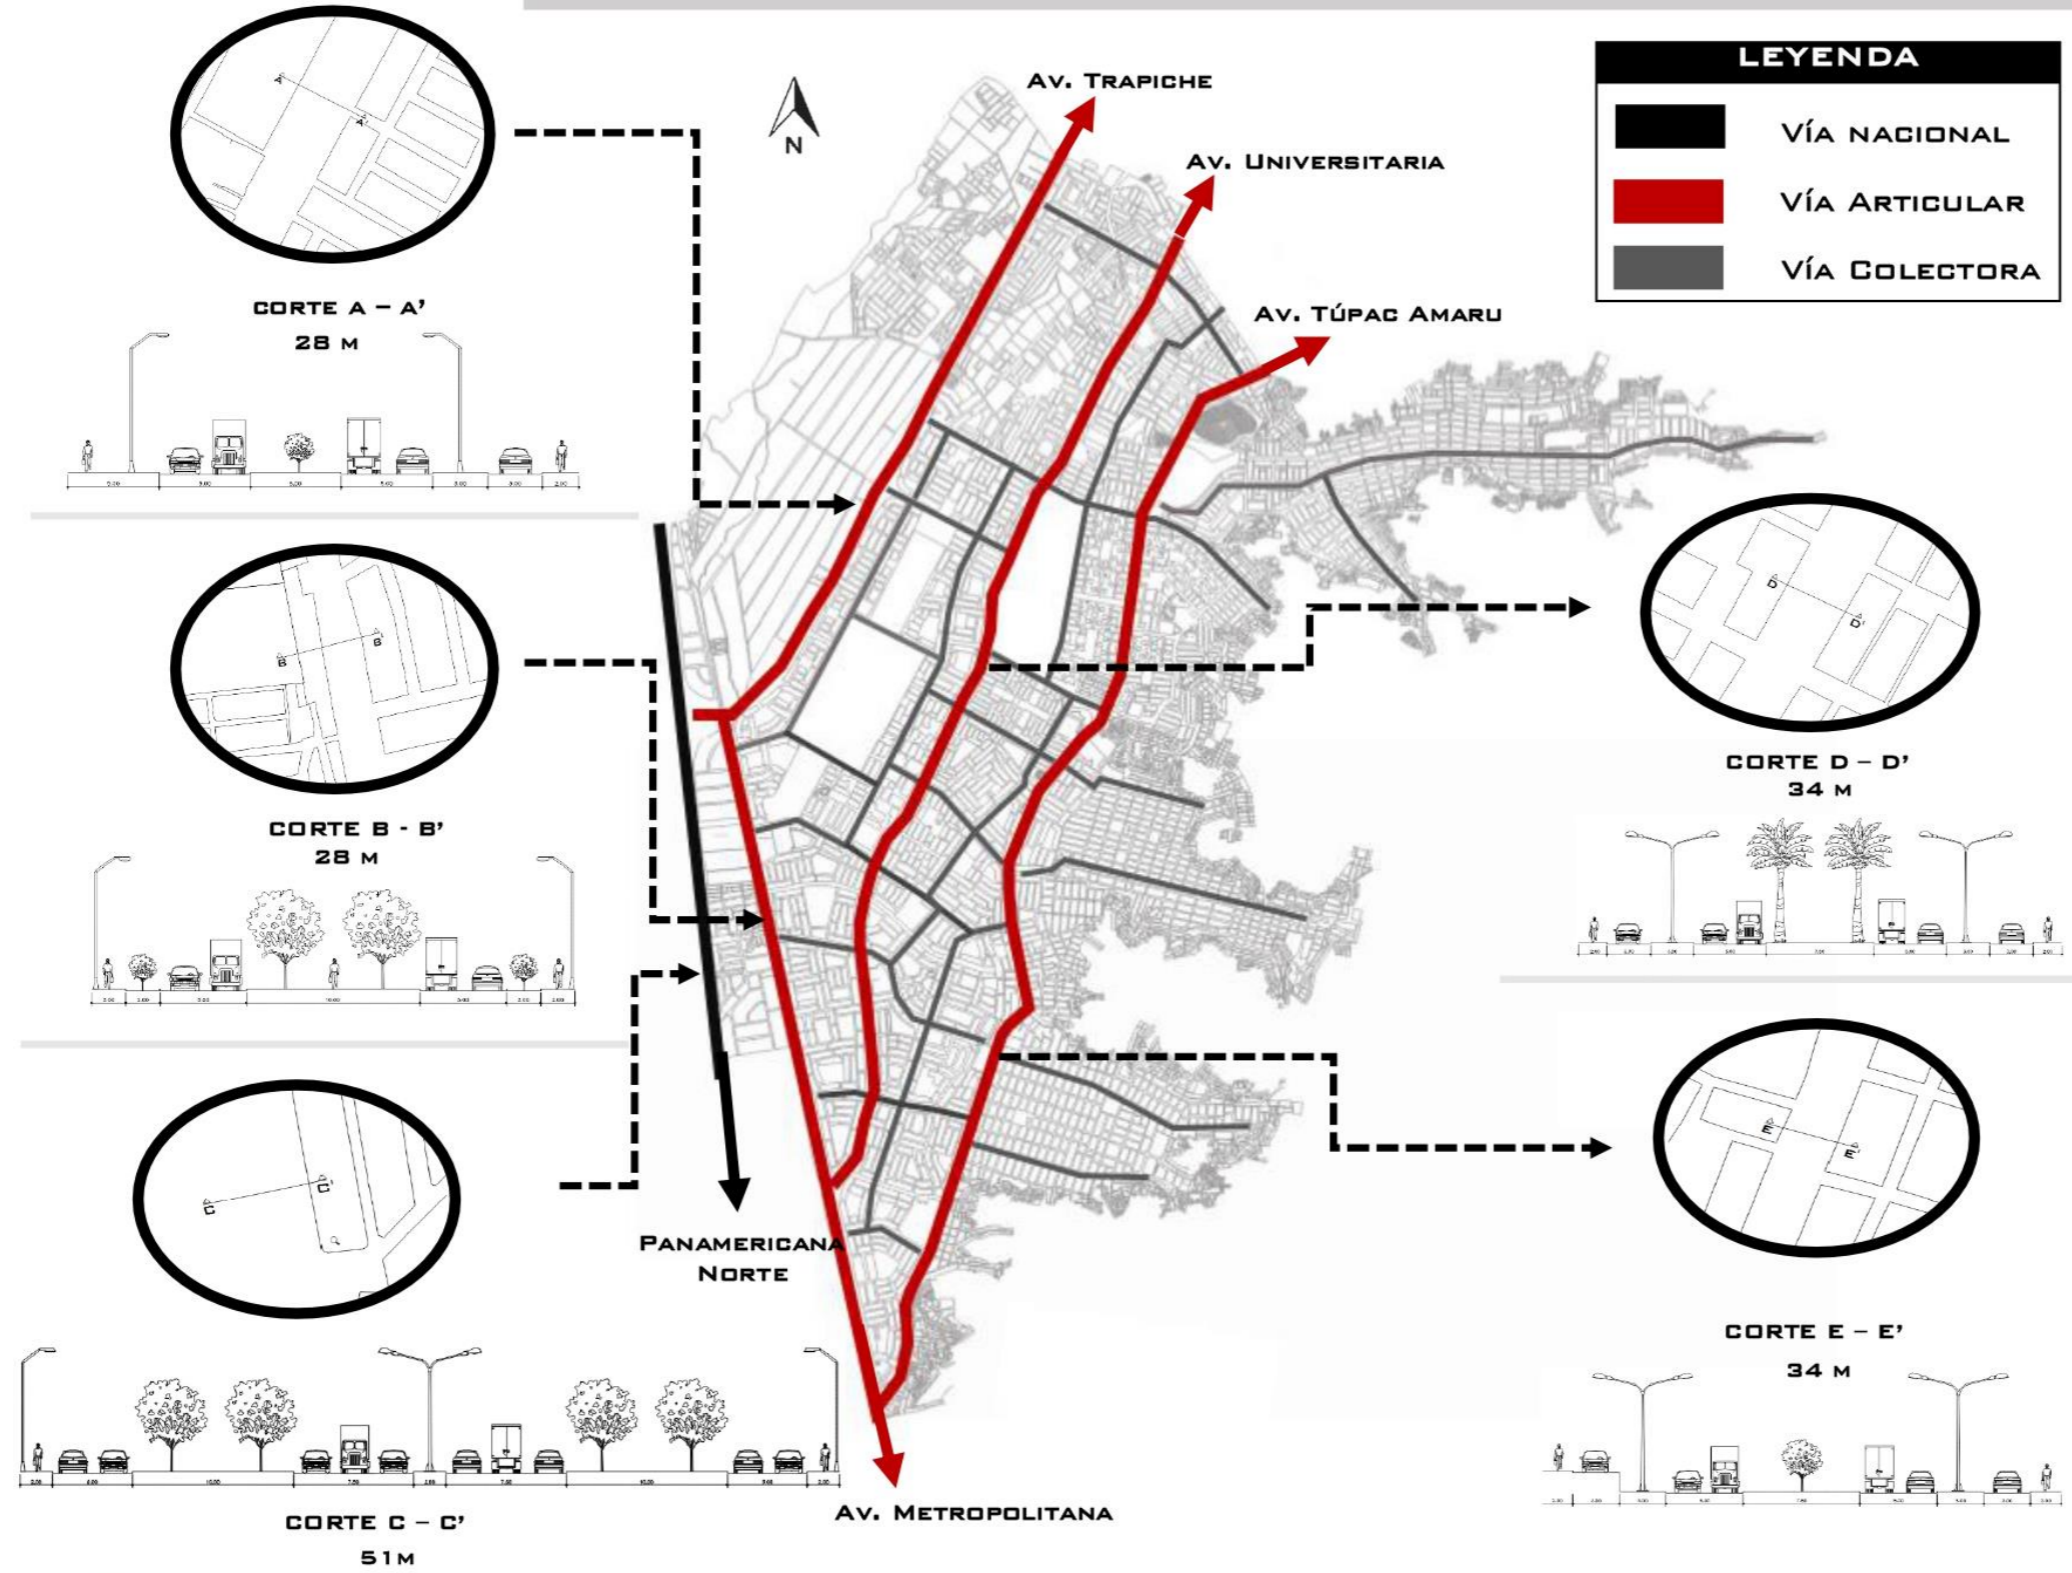 LEYENDA
VÍA NACIONAL
VÍA ARTICULAR
VÍA COLECTORA
N
AV. TRAPICHE
AV. UNIVERSITARIA
AV. TÚPAC AMARU
A
A'
CORTE A – A'
28 M
B
B
CORTE B - B'
28 M
C
C'
CORTE C – C'
51M
PANAMERICANA
NORTE
AV. METROPOLITANA
D
D'
CORTE D – D'
34 M
E
E'
CORTE E – E'
34 M